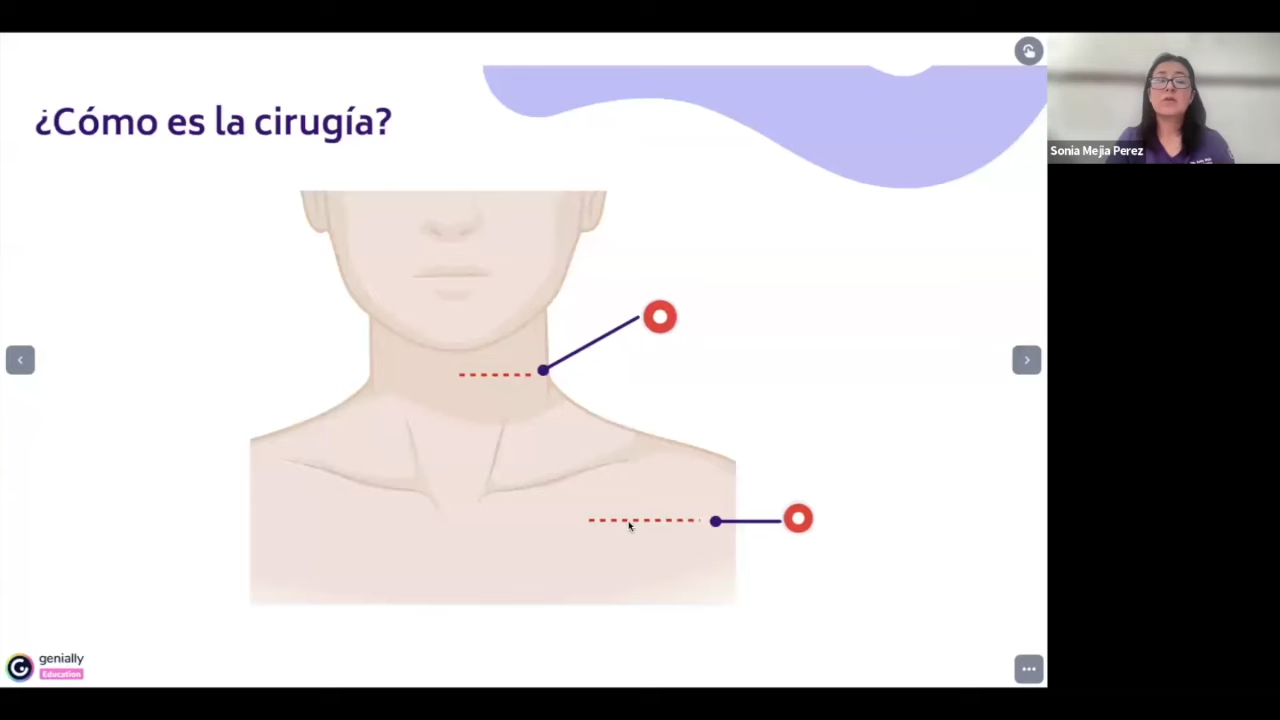 ¿Cómo es la cirugía?
Sonia Mejia Perez
genially
Education